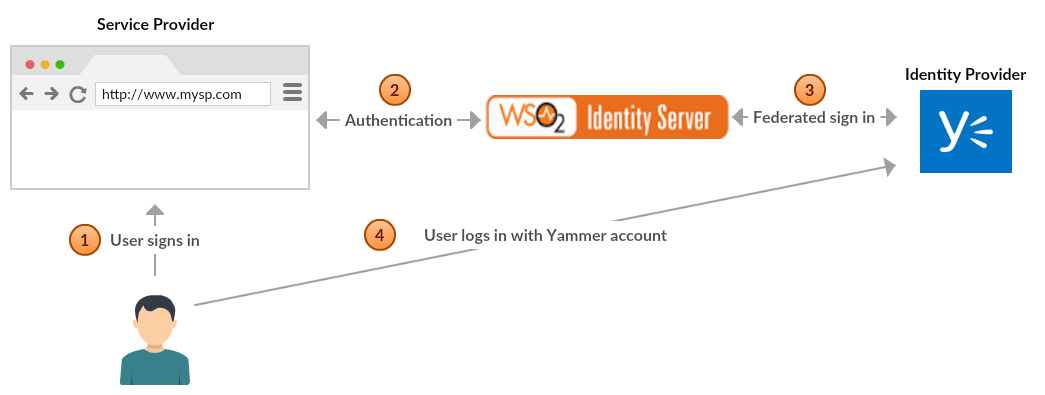 Service Provider
http://www.mysp.com
2
Authentication
WSO2 Identity Server
3
Federated sign in
Identity Provider
y
1
User signs in
4
User logs in with Yammer account